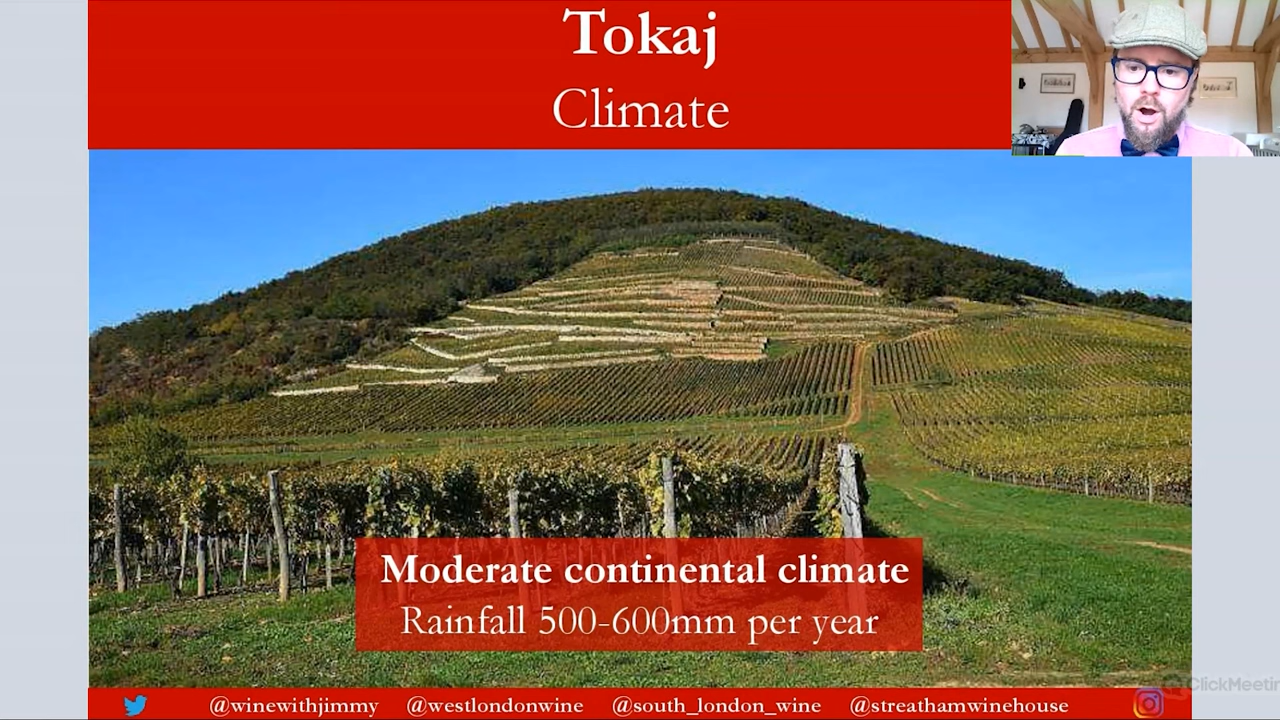 Tokaj
Climate
Moderate continental climate
Rainfall 500-600mm per year
@winewithjimmy @westlondonwine @south_london_wine @streathamwinehouse